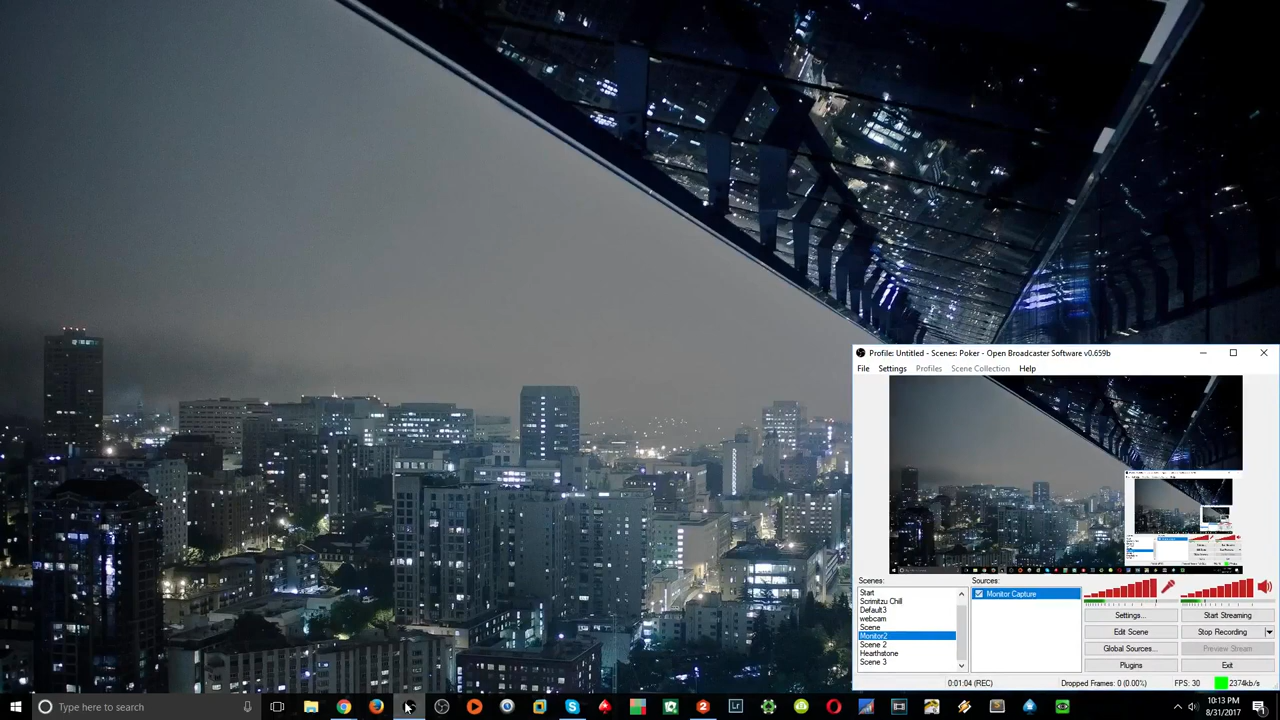 Profile: Untitled - Scenes: Poker - Open Broadcaster Software v0.659b
File Settings Profiles Scene Collection Help
Scenes:
Start
Scrimitzu Chill
Default3
webcam
Scene
Monitor2
Scene 2
Hearthstone
Scene 3
Sources:
Monitor Capture
Settings...
Start Streaming
Edit Scene
Stop Recording
Global Sources...
Preview Stream
Plugins
Exit
0:01:04 (REC)
Dropped Frames: 0 (0.00%)
FPS: 30
2374kb/s
Type here to search
2
10:13 PM
8/31/2017